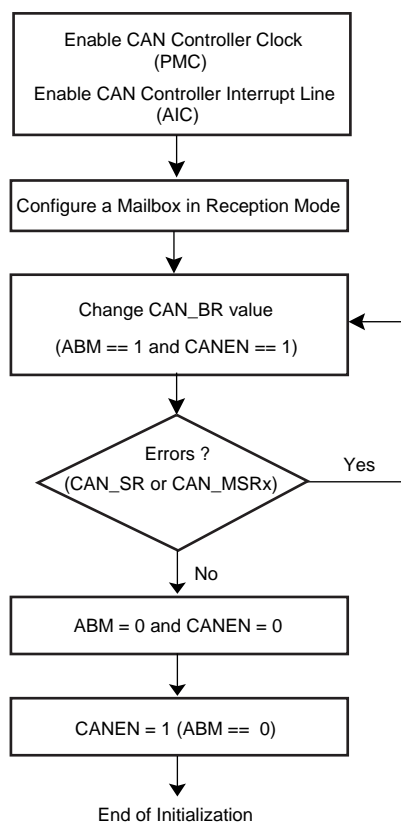 Enable CAN Controller Clock
(PMC)
Enable CAN Controller Interrupt Line
(AIC)
Configure a Mailbox in Reception Mode
Change CAN_BR value
(ABM == 1 and CANEN == 1)
Errors ?
(CAN_SR or CAN_MSRx)
Yes
No
ABM = 0 and CANEN = 0
CANEN = 1 (ABM == 0)
End of Initialization